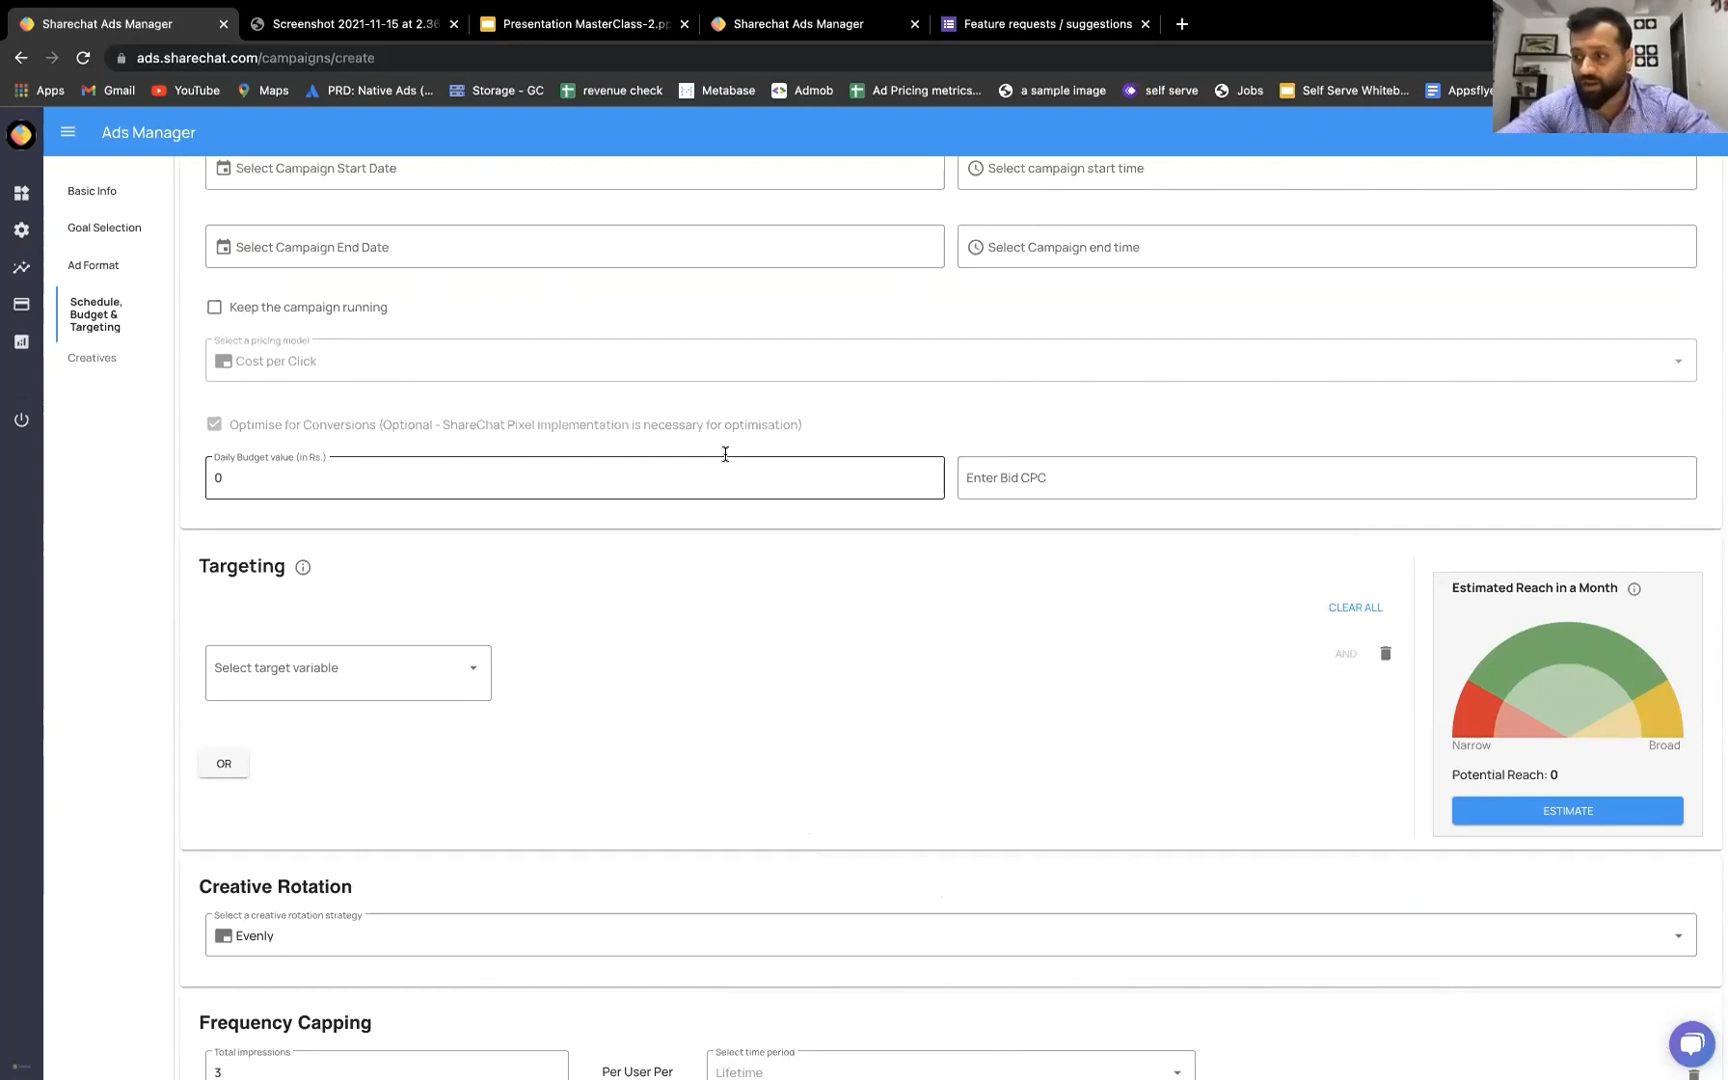 Sharechat Ads Manager
Screenshot 2021-11-15 at 2.36
Presentation MasterClass-2.pp
Sharechat Ads Manager
Feature requests / suggestions
ads.sharechat.com/campaigns/create
Apps
Gmail
YouTube
Maps
PRD: Native Ads (...
Storage - GC
revenue check
Metabase
Admob
Ad Pricing metrics...
a sample image
self serve
Jobs
Self Serve Whiteb...
Appsflye
Ads Manager
Basic Info
Goal Selection
Ad Format
Schedule,
Budget &
Targeting
Creatives
Select Campaign Start Date
Select campaign start time
Select Campaign End Date
Select Campaign end time
Keep the campaign running
Select a pricing model
Cost per Click
Optimise for Conversions (Optional - ShareChat Pixel implementation is necessary for optimisation)
Daily Budget value (in Rs.)
0
Enter Bid CPC
Targeting
CLEAR ALL
Select target variable
AND
OR
Estimated Reach in a Month
Narrow
Broad
Potential Reach: 0
ESTIMATE
Creative Rotation
Select a creative rotation strategy
Evenly
Frequency Capping
Total impressions
3
Per User Per
Select time period
Lifetime